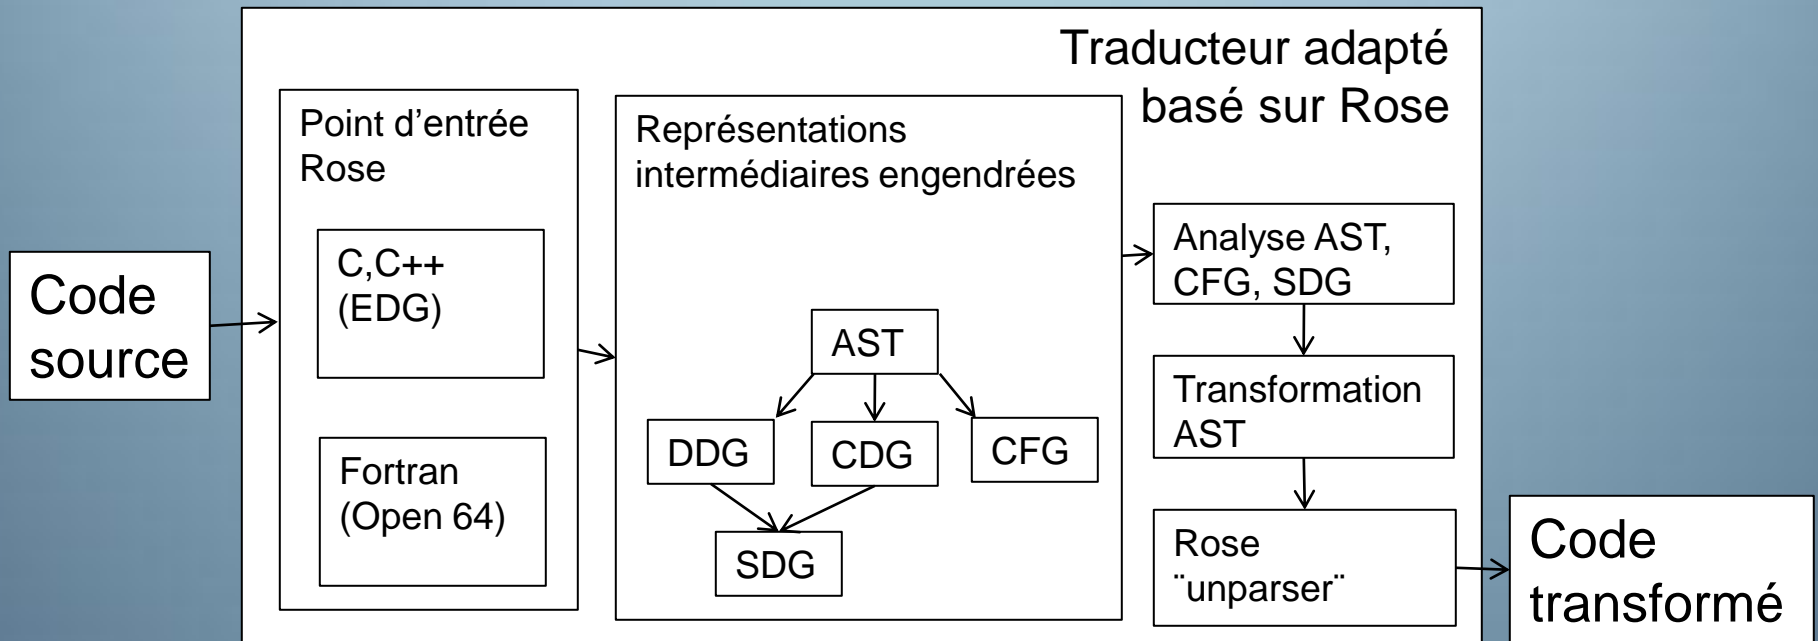 Traducteur adapté
basé sur Rose
Code
source
Point d’entrée
Rose
C,C++
(EDG)
Fortran
(Open 64)
Représentations
intermédiaires engendrées
AST
DDG
CDG
CFG
SDG
Analyse AST,
CFG, SDG
Transformation
AST
Rose
¨unparser¨
Code
transformé